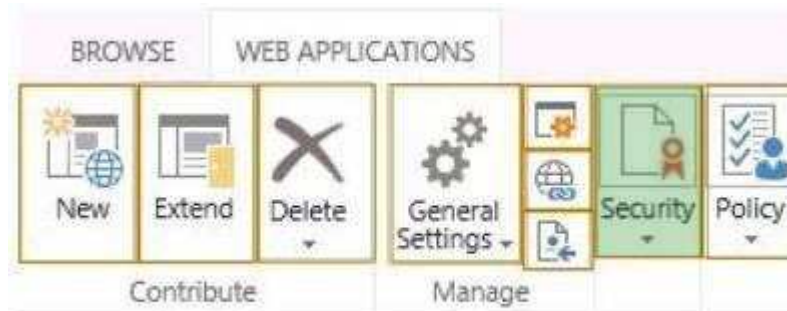 BROWSE WEB APPLICATIONS
New Extend Delete General Settings Security Policy
Contribute Manage